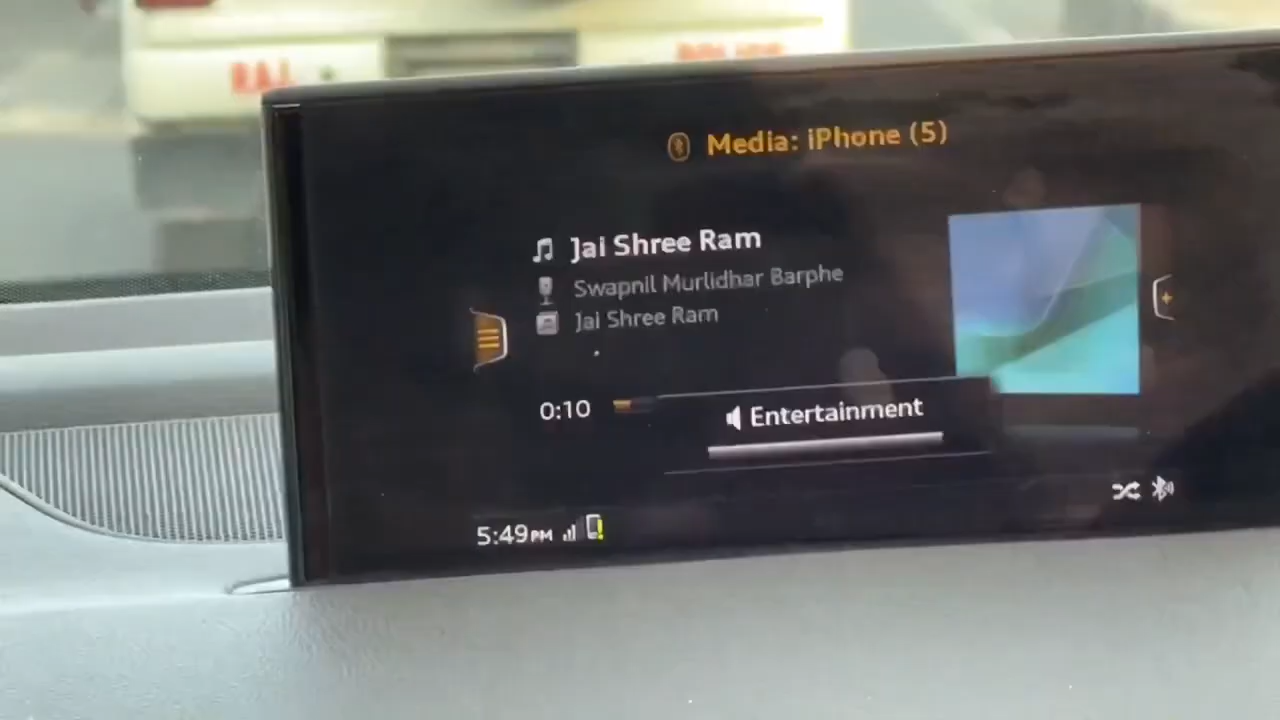 Media: iPhone (5)
Jai Shree Ram
Swapnil Murlidhar Barphe
Jai Shree Ram
0:10
Entertainment
5:49PM